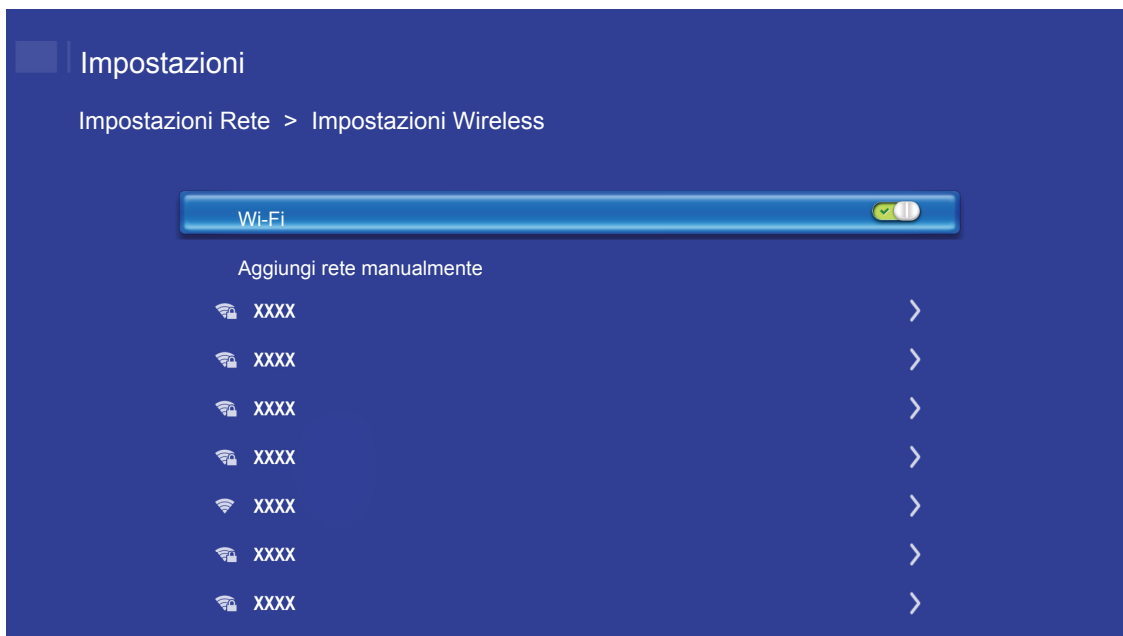 Impostazioni
Impostazioni Rete > Impostazioni Wireless
Wi-Fi
Aggiungi rete manualmente
XXXX
XXXX
XXXX
XXXX
XXXX
XXXX
XXXX